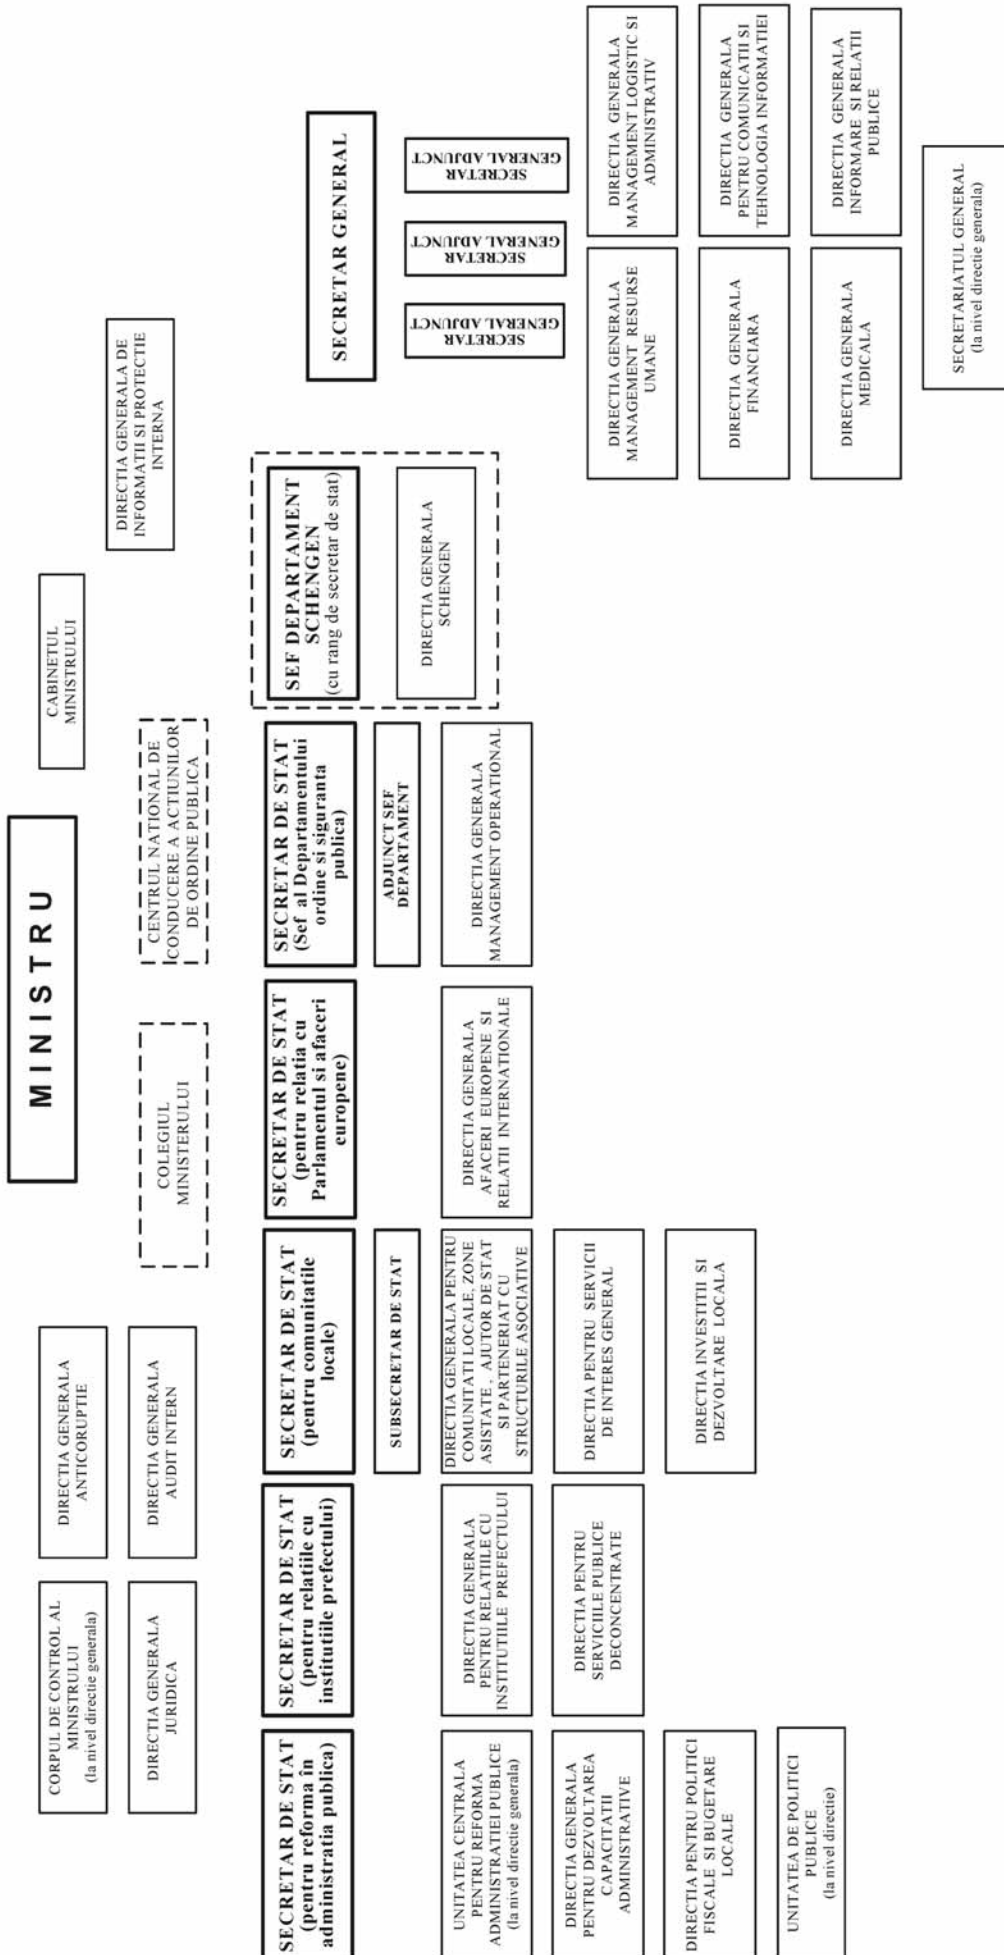 MINISTRU
CORPUL DE CONTROL AL
MINISTRULUI
(la nivel directie generala)
DIRECTIA GENERALA
ANTICORUPTIE
CABINETUL
MINISTRULUI
DIRECTIA GENERALA
JURIDICA
DIRECTIA GENERALA
AUDIT INTERN
COLEGIUL
MINISTERULUI
CENTRUL NATIONAL DE
CONDUCERE A ACTIUNILOR
DE ORDINE PUBLICA
DIRECTIA GENERALA DE
INFORMATII SI PROTECTIE
INTERNA
SECRETAR DE STAT
(pentru reforma în
administratia publica)
UNITATEA CENTRALA
PENTRU REFORMA
ADMINISTRATIEI PUBLICE
(la nivel directie generala)
DIRECTIA GENERALA
PENTRU DEZVOLTAREA
CAPACITATII
ADMINISTRATIVE
DIRECTIA PENTRU POLITICI
FISCALE SI BUGETARE
LOCALE
UNITATEA DE POLITICI
PUBLICE
(la nivel directie)
SECRETAR DE STAT
(pentru relatiile cu
institutiile prefectului)
DIRECTIA GENERALA
PENTRU RELATIILE CU
INSTITUTIILE PREFECTULUI
DIRECTIA PENTRU
SERVICIILE PUBLICE
DECONCENTRATE
SECRETAR DE STAT
(pentru comunitatile
locale)
SUBSECRETAR DE STAT
DIRECTIA GENERALA PENTRU
COMUNITATI LOCALE, ZONE
ASISTATE , AJUTOR DE STAT
SI PARTENERIAT CU
STRUCTURILE ASOCIATIVE
DIRECTIA PENTRU SERVICII
DE INTERES GENERAL
DIRECTIA INVESTITII SI
DEZVOLTARE LOCALA
SECRETAR DE STAT
(pentru relatia cu
Parlamentul si afaceri
europene)
DIRECTIA GENERALA
AFACERI EUROPENE SI
RELATII INTERNATIONALE
SECRETAR DE STAT
(Sef al Departamentului
ordine si siguranta
publica)
ADJUNCT SEF
DEPARTAMENT
DIRECTIA GENERALA
MANAGEMENT OPERATIONAL
SEF DEPARTAMENT
SCHENGEN
(cu rang de secretar de stat)
DIRECTIA GENERALA
SCHENGEN
SECRETAR GENERAL
SECRETAR
GENERAL ADJUNCT
SECRETAR
GENERAL ADJUNCT
SECRETAR
GENERAL ADJUNCT
DIRECTIA GENERALA
MANAGEMENT RESURSE
UMANE
DIRECTIA GENERALA
MANAGEMENT LOGISTIC SI
ADMINISTRATIV
DIRECTIA GENERALA
FINANCIARA
DIRECTIA GENERALA
PENTRU COMUNICATII SI
TEHNOLOGIA INFORMATIEI
DIRECTIA GENERALA
MEDICALA
DIRECTIA GENERALA
INFORMARE SI RELATII
PUBLICE
SECRETARIATUL GENERAL
(la nivel directie generala)